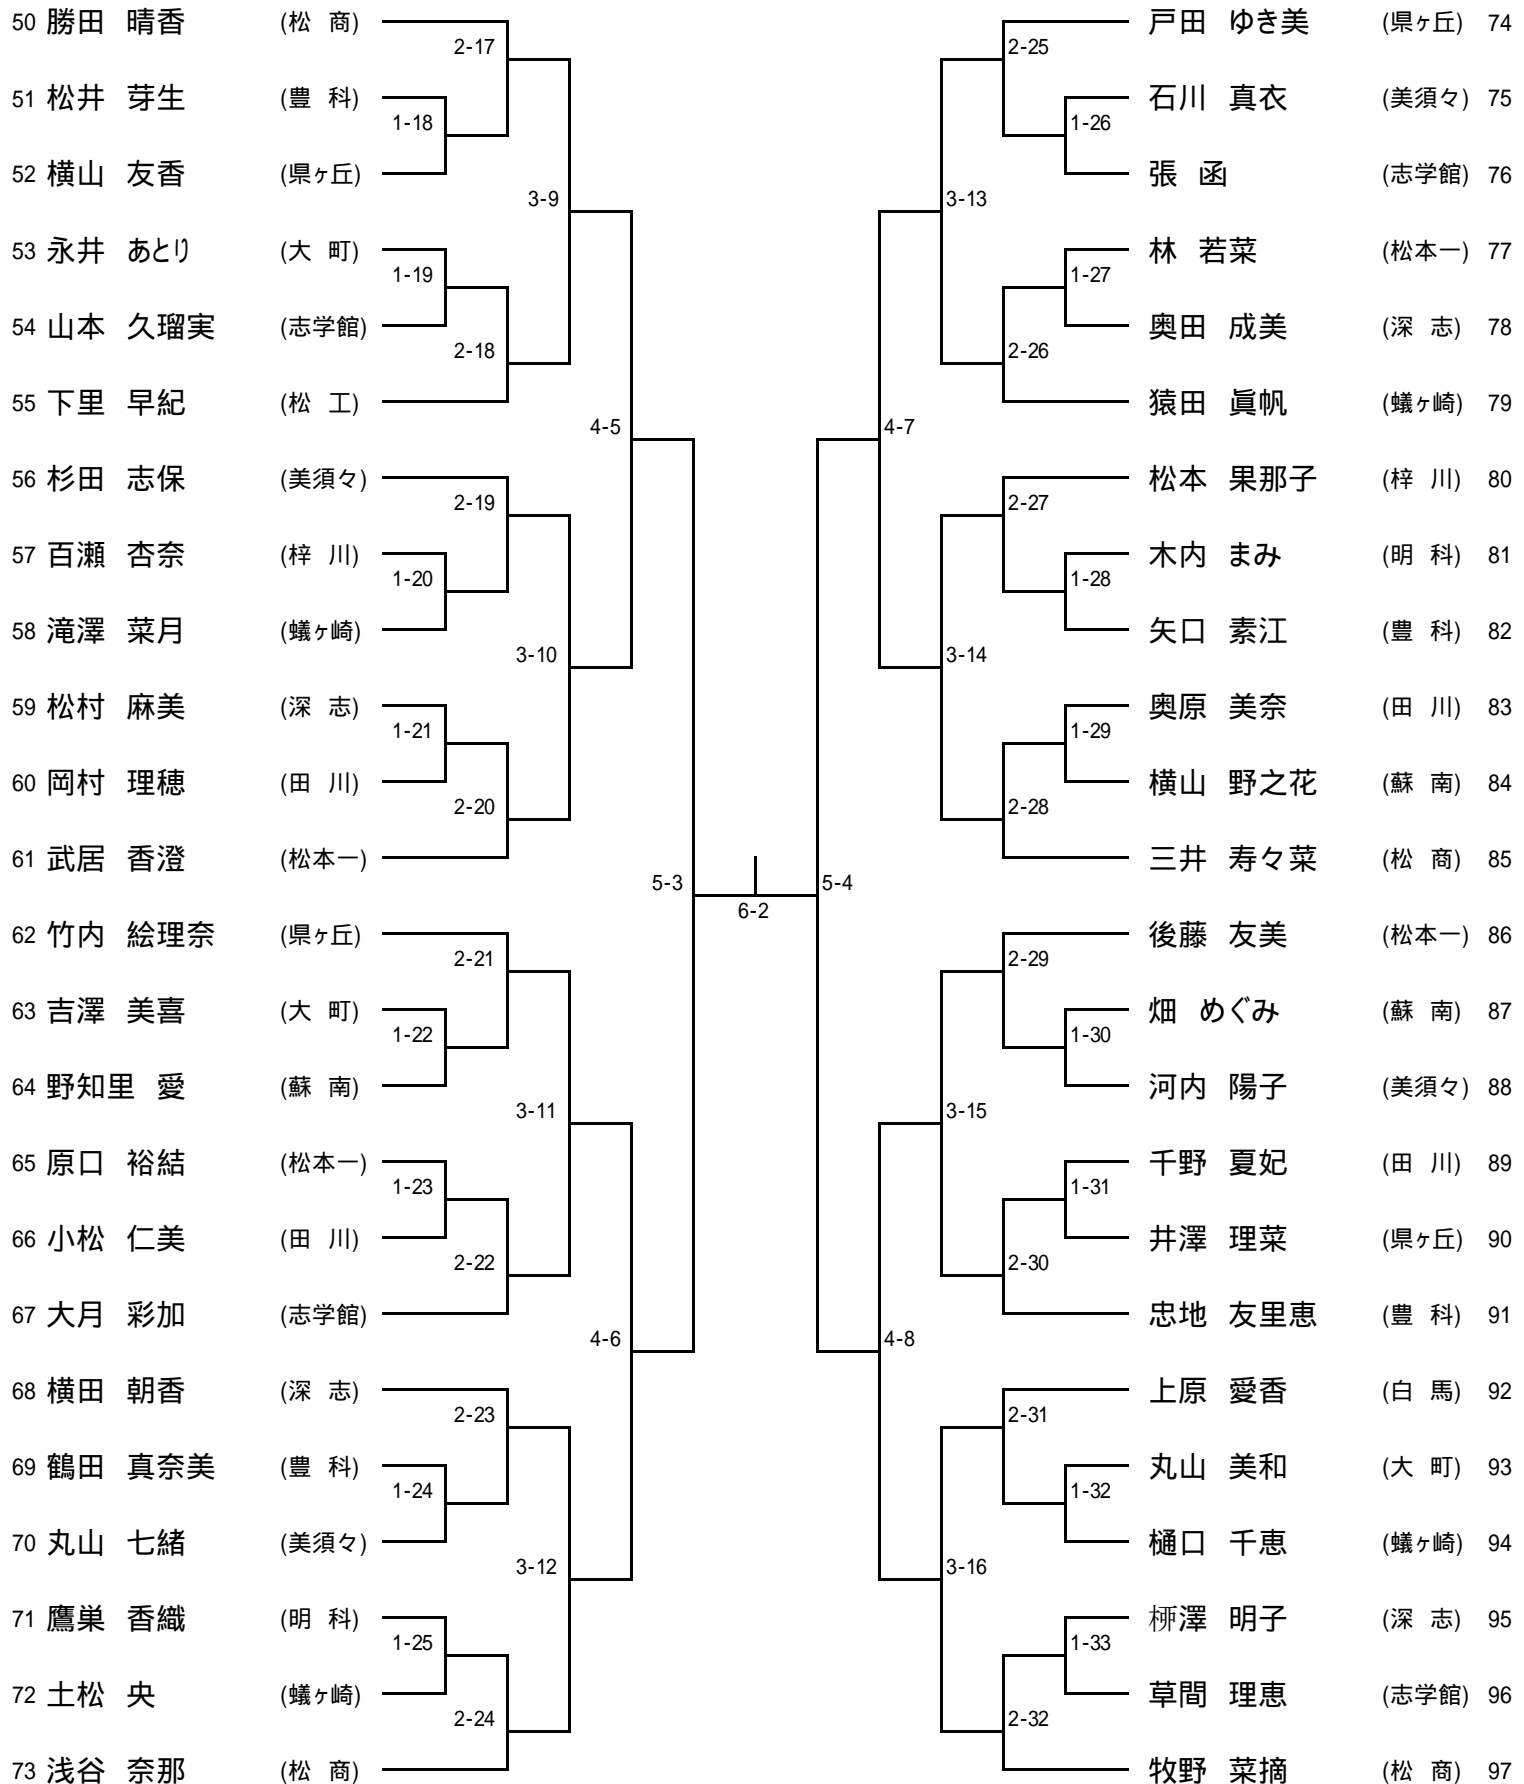 50 勝田 晴香 (松 商)
2-17
51 松井 芽生 (豊 科)
1-18
52 横山 友香 (県ヶ丘)
3-9
53 永井 あとり (大 町)
1-19
54 山本 久瑠実 (志学館)
2-18
55 下里 早紀 (松 工)
4-5
56 杉田 志保 (美須々)
2-19
57 百瀬 杏奈 (梓 川)
1-20
58 滝澤 菜月 (蟻ヶ崎)
3-10
59 松村 麻美 (深 志)
1-21
60 岡村 理穂 (田 川)
2-20
61 武居 香澄 (松本一)
5-3
62 竹内 絵理奈 (県ヶ丘)
2-21
63 吉澤 美喜 (大 町)
1-22
64 野知里 愛 (蘇 南)
3-11
65 原口 裕結 (松本一)
1-23
66 小松 仁美 (田 川)
2-22
67 大月 彩加 (志学館)
4-6
68 横田 朝香 (深 志)
2-23
69 鶴田 真奈美 (豊 科)
1-24
70 丸山 七緒 (美須々)
3-12
71 鷹巣 香織 (明 科)
1-25
72 土松 央 (蟻ヶ崎)
2-24
73 浅谷 奈那 (松 商)
6-2
戸田 ゆき美 (県ヶ丘) 74
2-25
石川 真衣 (美須々) 75
1-26
張 函 (志学館) 76
3-13
林 若菜 (松本一) 77
1-27
奥田 成美 (深 志) 78
2-26
猿田 眞帆 (蟻ヶ崎) 79
4-7
松本 果那子 (梓 川) 80
2-27
木内 まみ (明 科) 81
1-28
矢口 素江 (豊 科) 82
3-14
奥原 美奈 (田 川) 83
1-29
横山 野之花 (蘇 南) 84
2-28
三井 寿々菜 (松 商) 85
5-4
後藤 友美 (松本一) 86
2-29
畑 めぐみ (蘇 南) 87
1-30
河内 陽子 (美須々) 88
3-15
千野 夏妃 (田 川) 89
1-31
井澤 理菜 (県ヶ丘) 90
2-30
忠地 友里恵 (豊 科) 91
4-8
上原 愛香 (白 馬) 92
2-31
丸山 美和 (大 町) 93
1-32
樋口 千恵 (蟻ヶ崎) 94
3-16
桺澤 明子 (深 志) 95
1-33
草間 理恵 (志学館) 96
2-32
牧野 菜摘 (松 商) 97